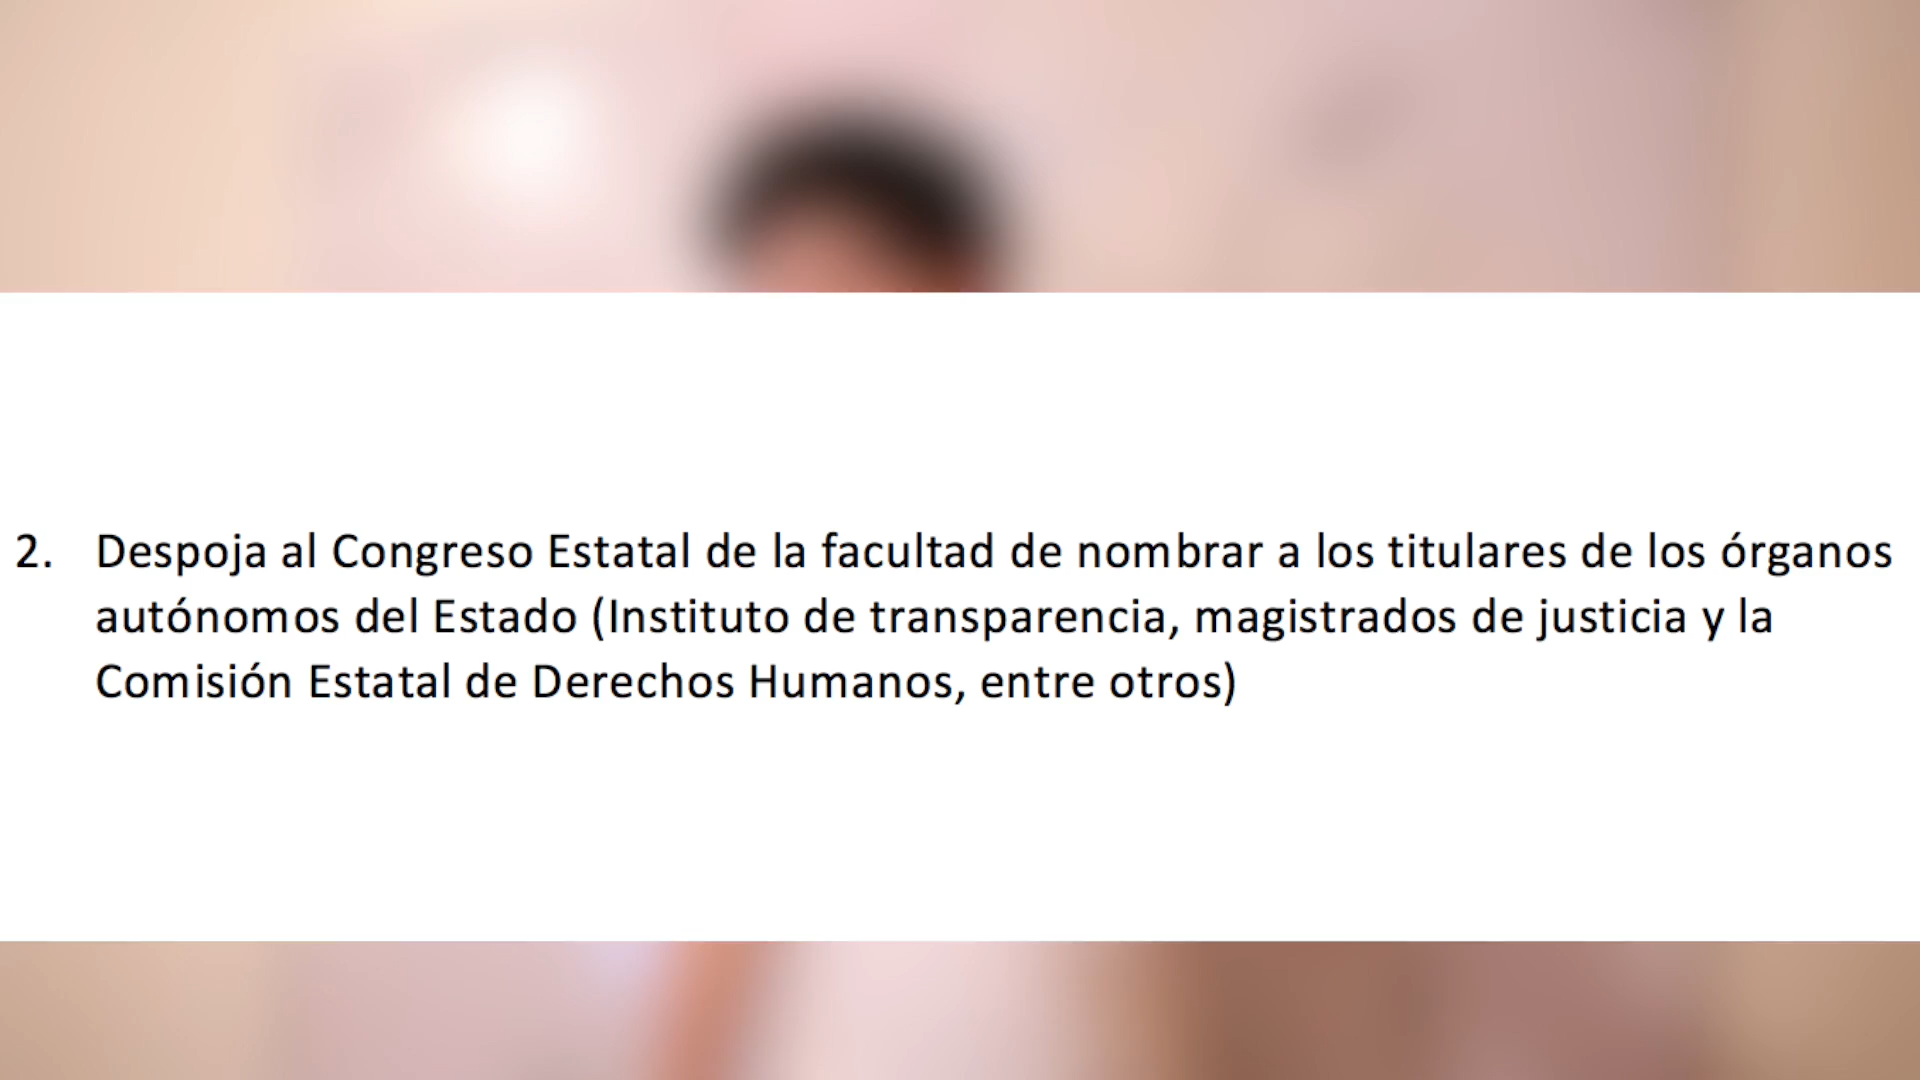 2. Despoja al Congreso Estatal de la facultad de nombrar a los titulares de los órganos
autónomos del Estado (Instituto de transparencia, magistrados de justicia y la
Comisión Estatal de Derechos Humanos, entre otros)